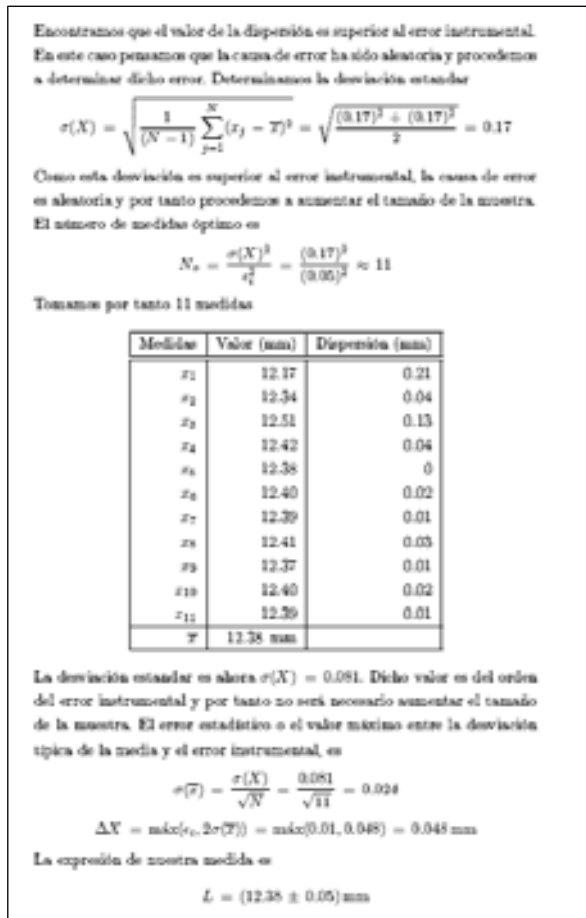 Encontramos que el valor de la dispersión es superior al error instrumental.
En este caso pensamos que la causa de error ha sido aleatoria y procedemos
a determinar dicho error. Determinamos la desviación estandar
σ(X) = √(1/(N − 1) ∑_{j=1}^{N} (x_j − x̅)²) = √(((0.17)² + (0.17)²)/2) = 0.17
Como esta desviación es superior al error instrumental, la causa de error
es aleatoria y por tanto procedemos a aumentar el tamaño de la muestra.
El número de medidas óptimo es
= σ(X)² / = (0.17)²/(0.05)² ≈ 11
Tomamos por tanto 11 medidas
Medidas Valor (mm) Dispersión (mm)
x₁ 12.17 0.21
x₂ 12.34 0.04
x₃ 12.51 0.13
x₄ 12.42 0.04
x₅ 12.38 0
x₆ 12.40 0.02
x₇ 12.39 0.01
x₈ 12.41 0.03
x₉ 12.37 0.01
x₁₀ 12.40 0.02
x₁₁ 12.39 0.01
x̅ 12.38 mm
La desviación estandar es ahora σ(X) = 0.081. Dicho valor es del orden
del error instrumental y por tanto no será necesario aumentar el tamaño
de la muestra. El error estadístico o el valor máximo entre la desviación
típica de la media y el error instrumental, es
σ(x̅) = σ(X)/√N = 0.081/√11 = 0.024
ΔX = máx(εᵢ, 2σ(x̅)) = máx(0.01, 0.048) = 0.048 mm
La expresión de nuestra medida es
L = (12.38 ± 0.05) mm